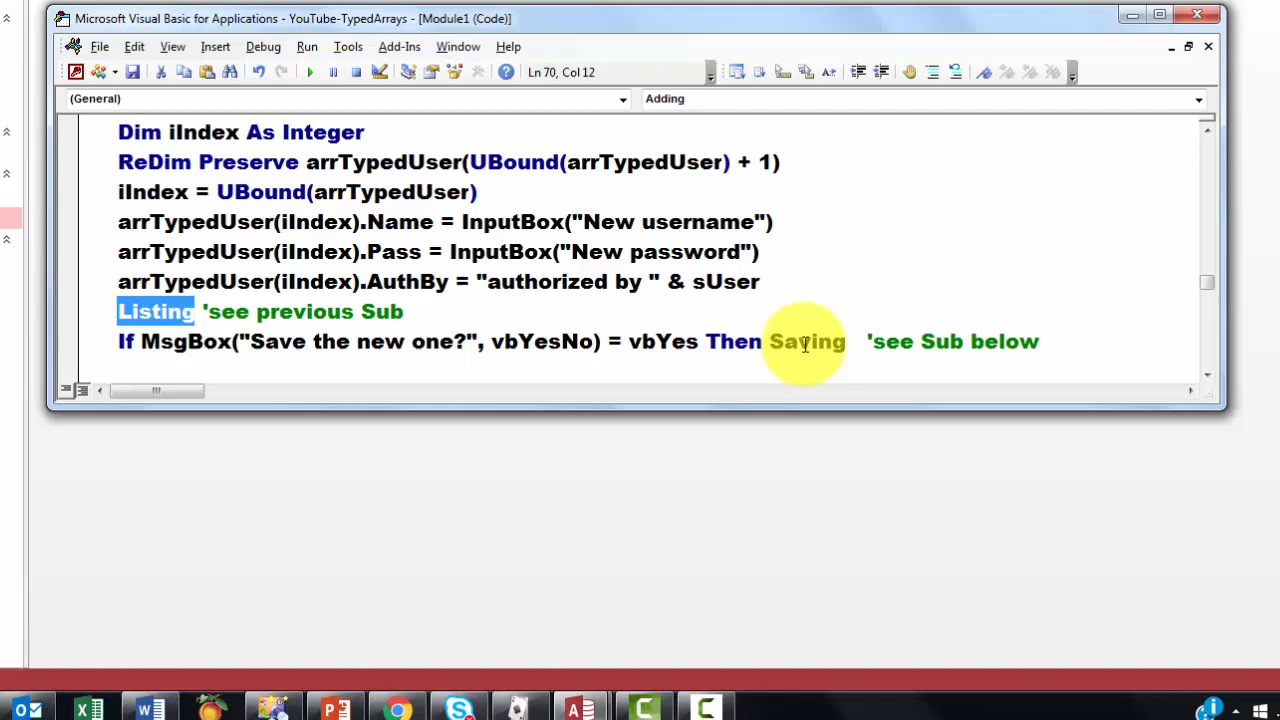 Microsoft Visual Basic for Applications - YouTube-TypedArrays - [Module1 (Code)]
File Edit View Insert Debug Run Tools Add-Ins Window Help
Ln 70, Col 12
(General) Adding
Dim iIndex As Integer
ReDim Preserve arrTypedUser(UBound(arrTypedUser) + 1)
iIndex = UBound(arrTypedUser)
arrTypedUser(iIndex).Name = InputBox("New username")
arrTypedUser(iIndex).Pass = InputBox("New password")
arrTypedUser(iIndex).AuthBy = "authorized by " & sUser
Listing 'see previous Sub
If MsgBox("Save the new one?", vbYesNo) = vbYes Then Saving 'see Sub below